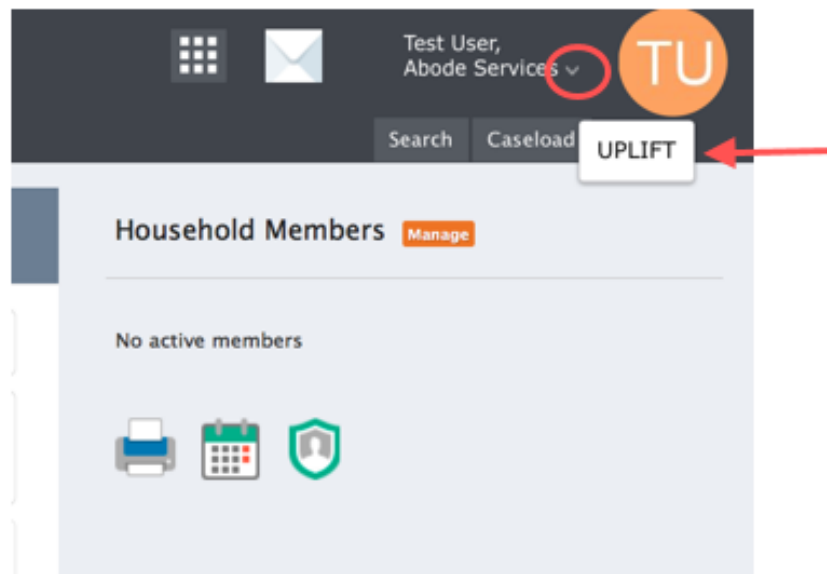 Test User,
Abode Services
TU
Search Caseload UPLIFT
Household Members Manage
No active members